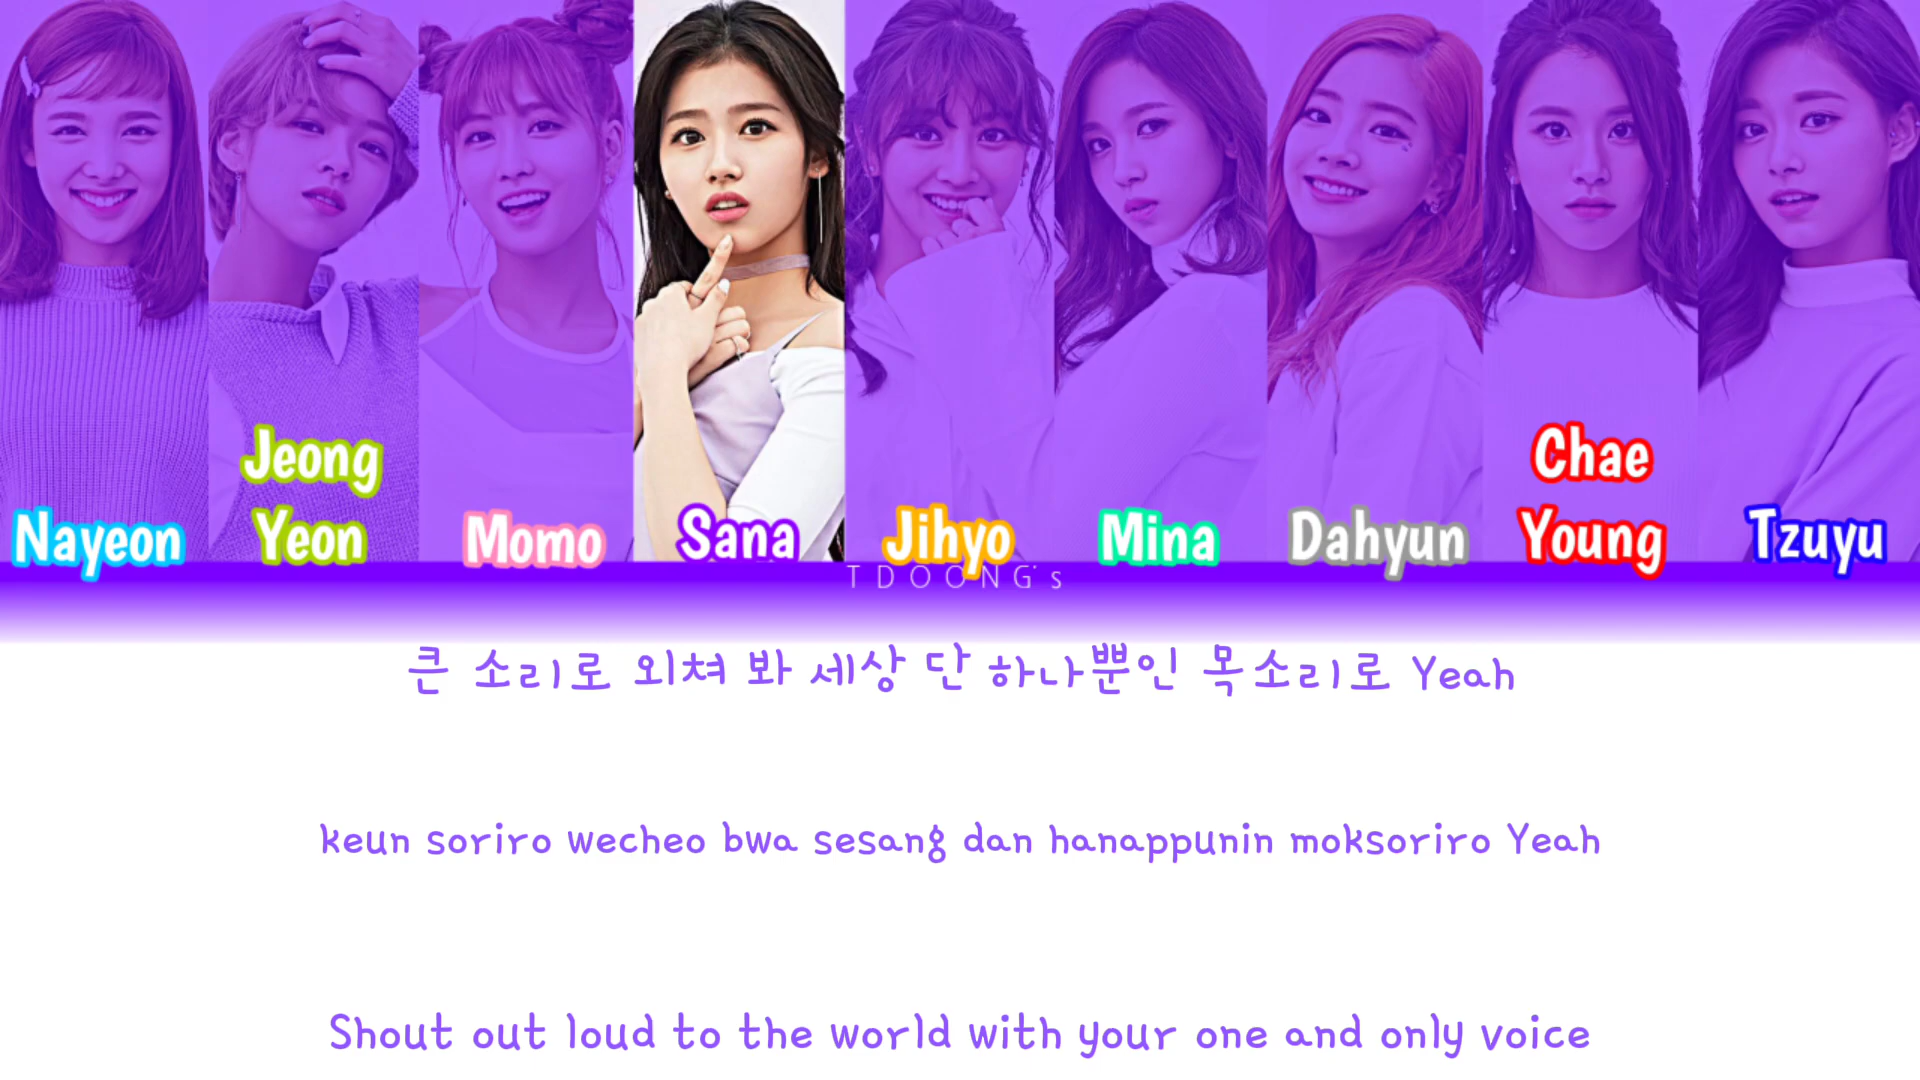 Jeong
Yeon
Chae
Young
Nayeon
Momo
Sana
Jihyo
Mina
Dahyun
Tzuyu
TDOONG's
큰 소리로 외쳐 봐 세상 단 하나뿐인 목소리로 Yeah
keun soriro wecheo bwa sesang dan hanappunin moksoriro Yeah
Shout out loud to the world with your one and only voice